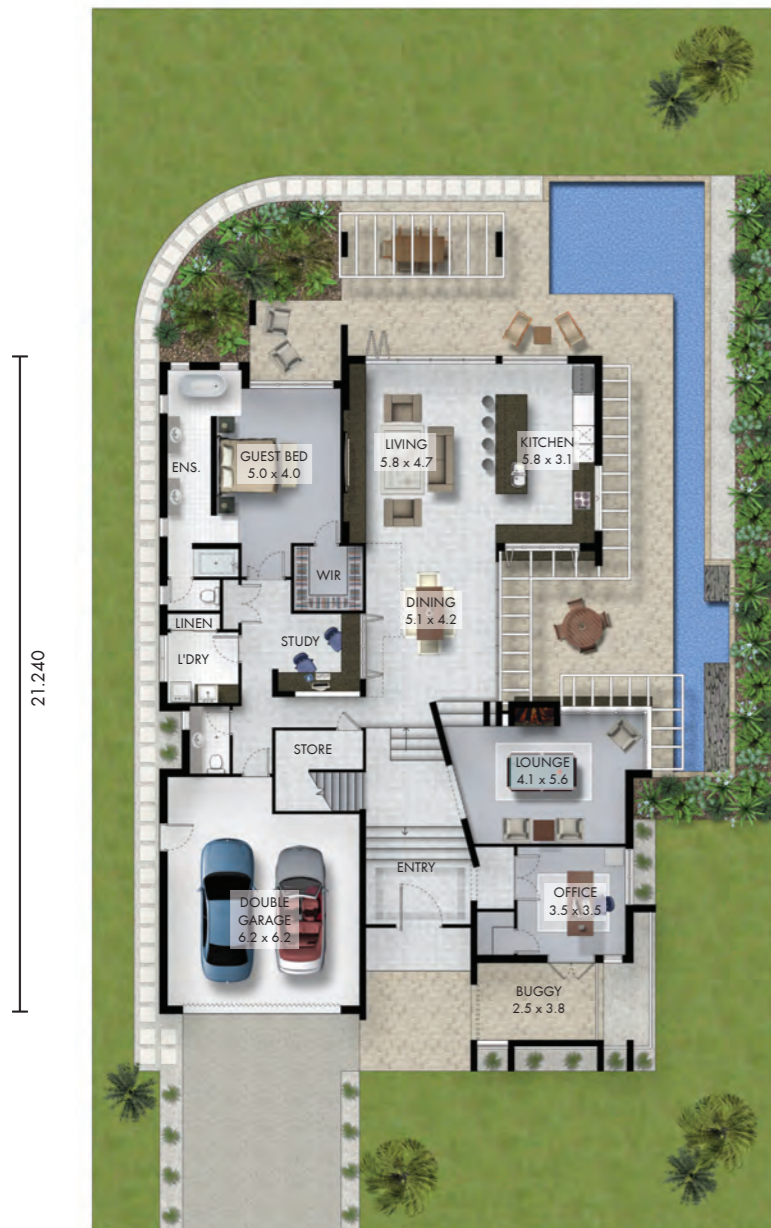 ENS.
GUEST BED
5.0 x 4.0
LIVING
5.8 x 4.7
KITCHEN
5.8 x 3.1
WIR
DINING
5.1 x 4.2
LINEN
STUDY
L'DRY
21.240
STORE
LOUNGE
4.1 x 5.6
ENTRY
OFFICE
3.5 x 3.5
DOUBLE
GARAGE
6.2 x 6.2
BUGGY
2.5 x 3.8